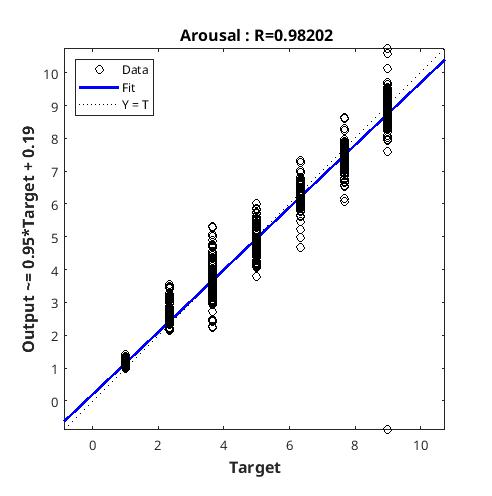 Arousal : R=0.98202
Data
Fit
Y = T
10
9
8
7
6
5
4
3
2
1
0
Output ~= 0.95*Target + 0.19
0 2 4 6 8 10
Target